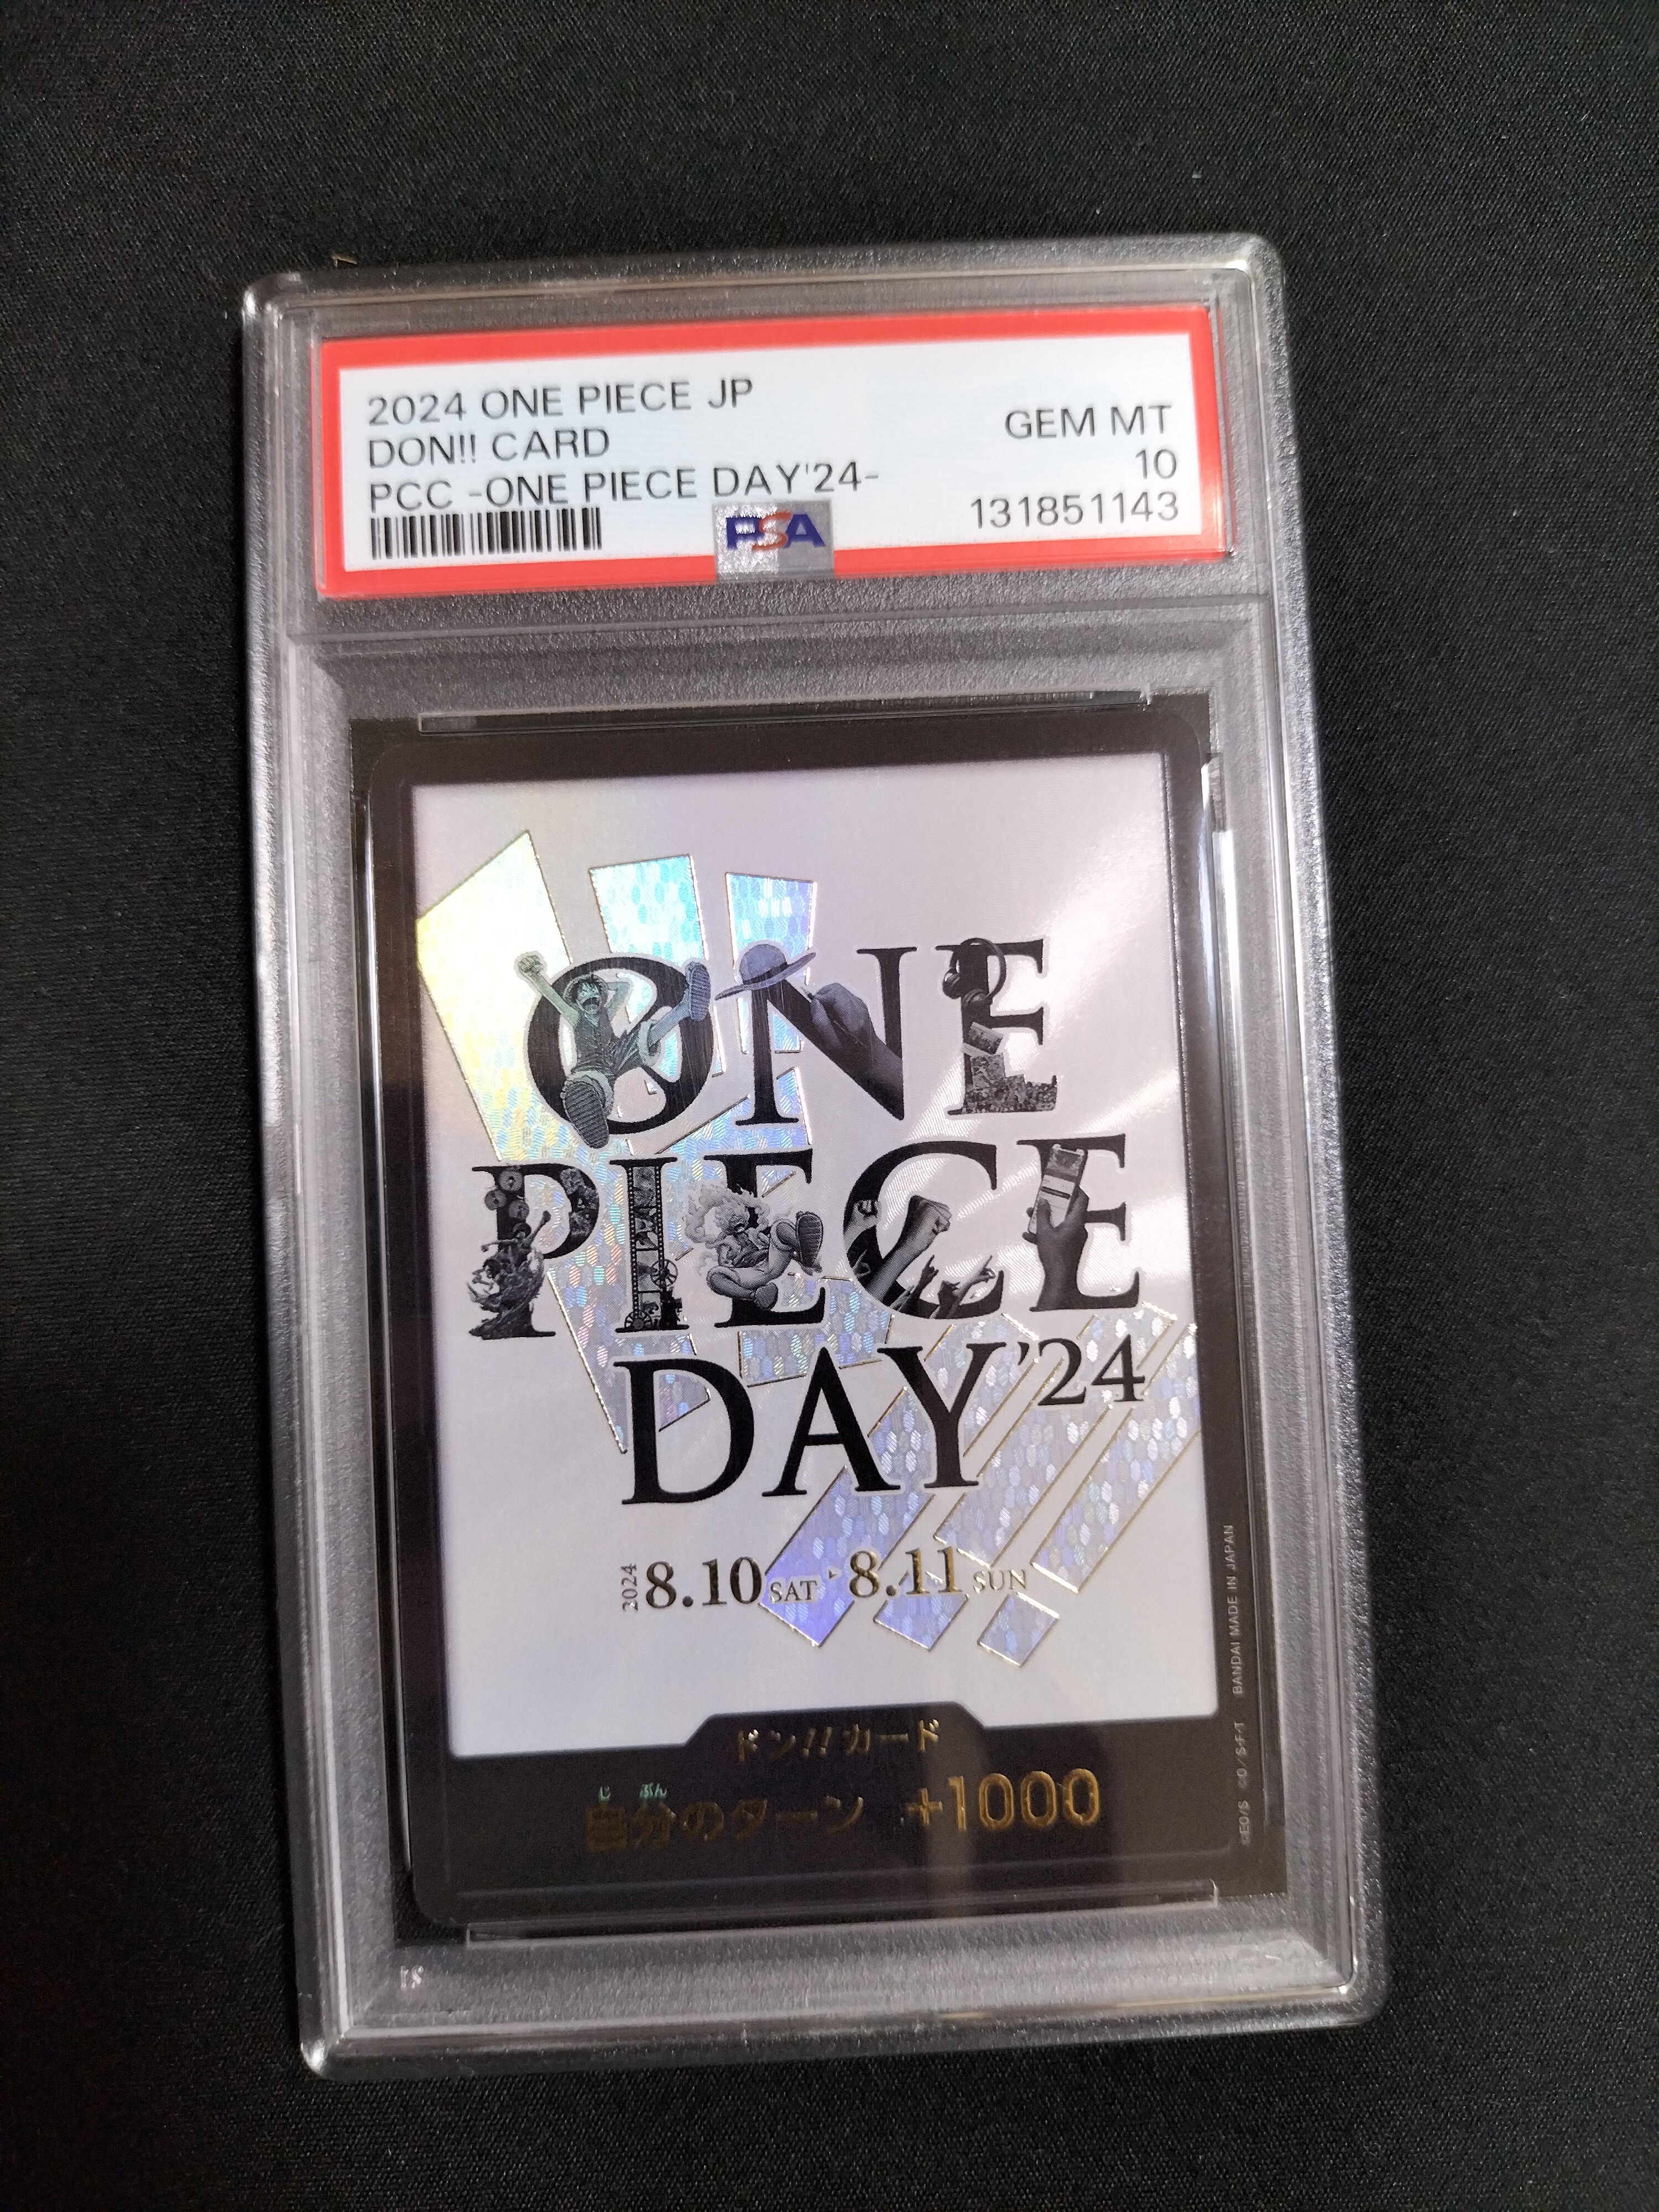 2024 ONE PIECE JP
DON!! CARD
PCC -ONE PIECE DAY'24-
GEM MT
10
131851143
PSA
ONE
PIECE
DAY'24
2024 8.10 SAT・8.11 SUN
ドン!!カード
じ ぶん
自分のターン +1000
©EO/S ©O/S・F・T BANDAI MADE IN JAPAN